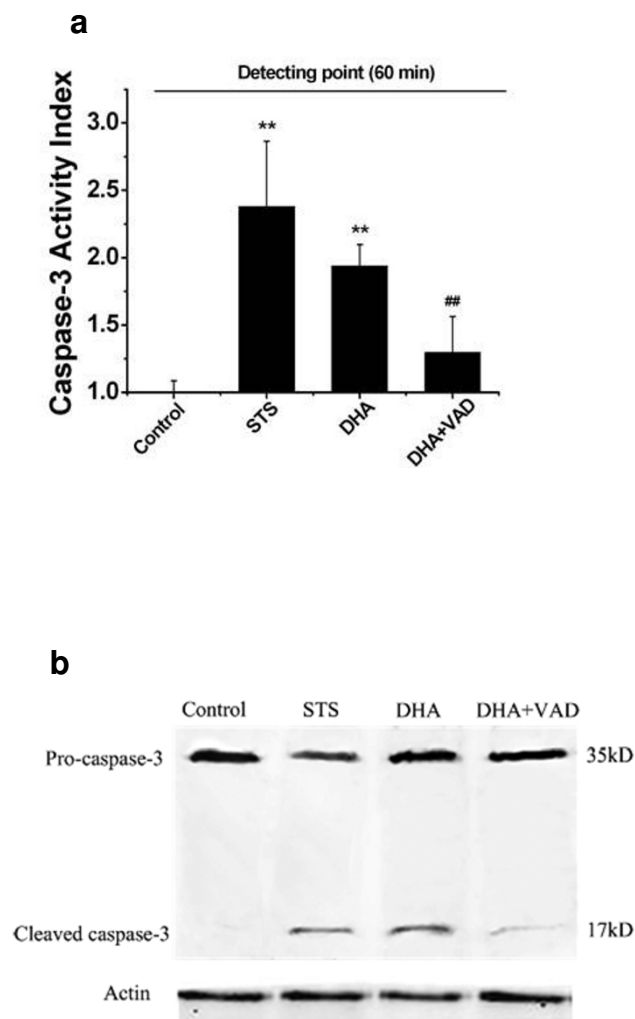 a
Detecting point (60 min)
Caspase-3 Activity Index
3.0
**
2.5
**
2.0
##
1.5
1.0
Control
STS
DHA
DHA+VAD
b
Control STS DHA DHA+VAD
Pro-caspase-3 35kD
Cleaved caspase-3 17kD
Actin